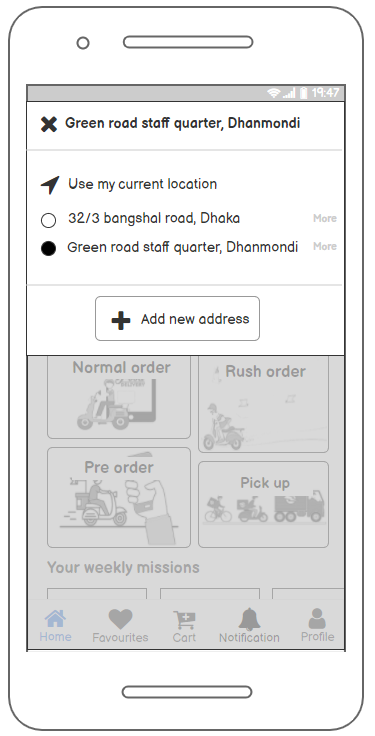 19:47
Green road staff quarter, Dhanmondi
Use my current location
32/3 bangshal road, Dhaka More
Green road staff quarter, Dhanmondi More
Add new address
Normal order
Rush order
Pre order
Pick up
Your weekly missions
Home Favourites Cart Notification Profile